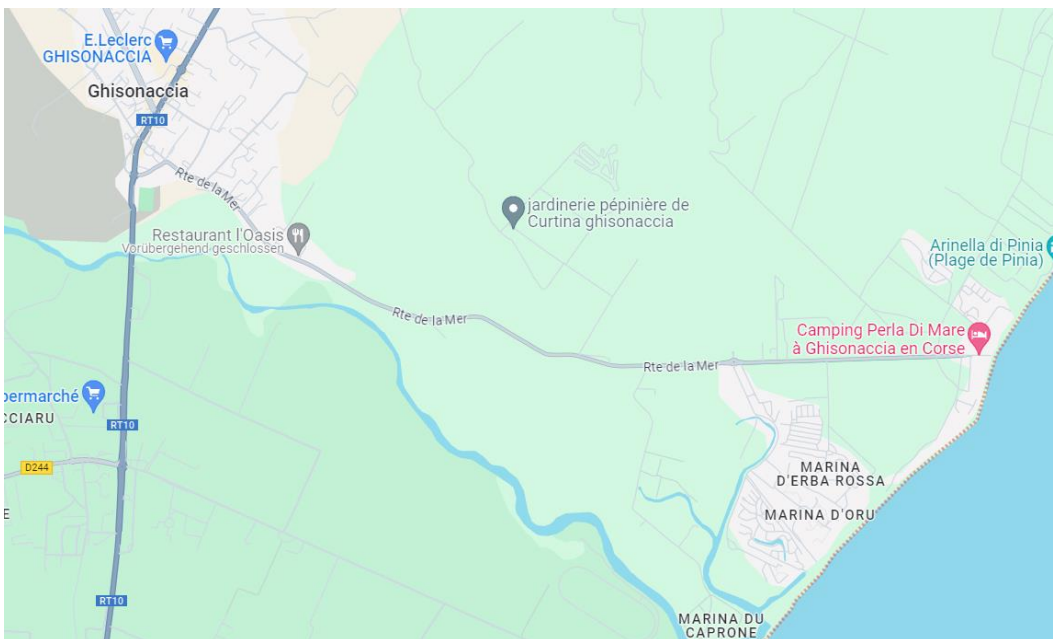 E.Leclerc
GHISONACCIA
Ghisonaccia
RT10
Rte de la Mer
jardinerie pépinière de
Curtina ghisonaccia
Restaurant l'Oasis
Vorübergehend geschlossen
Arinella di Pinia
(Plage de Pinia)
Rte de la Mer
Camping Perla Di Mare
à Ghisonaccia en Corse
Rte de la Mer
permarché
CCIARU
RT10
D244
MARINA
D'ERBA ROSSA
E
MARINA D'ORU
RT10
MARINA DU
CAPRONE